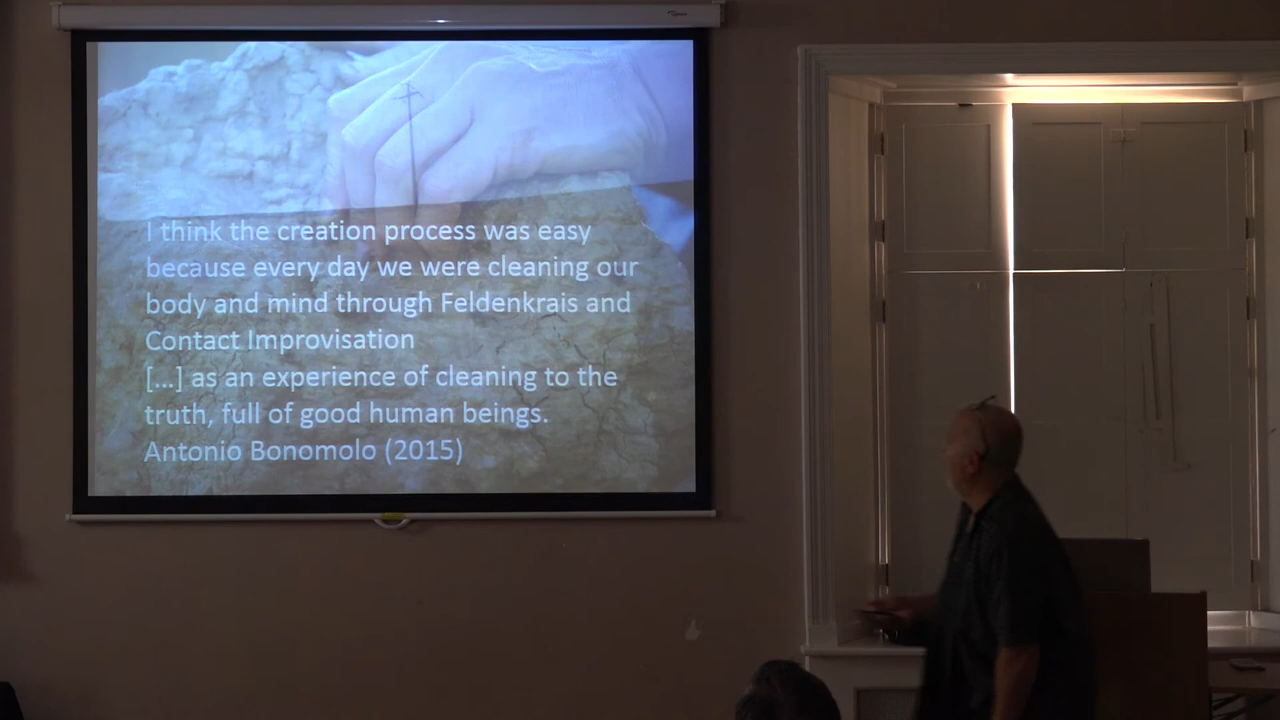 I think the creation process was easy
because every day we were cleaning our
body and mind through Feldenkrais and
Contact Improvisation
[...] as an experience of cleaning to the
truth, full of good human beings.
Antonio Bonomolo (2015)